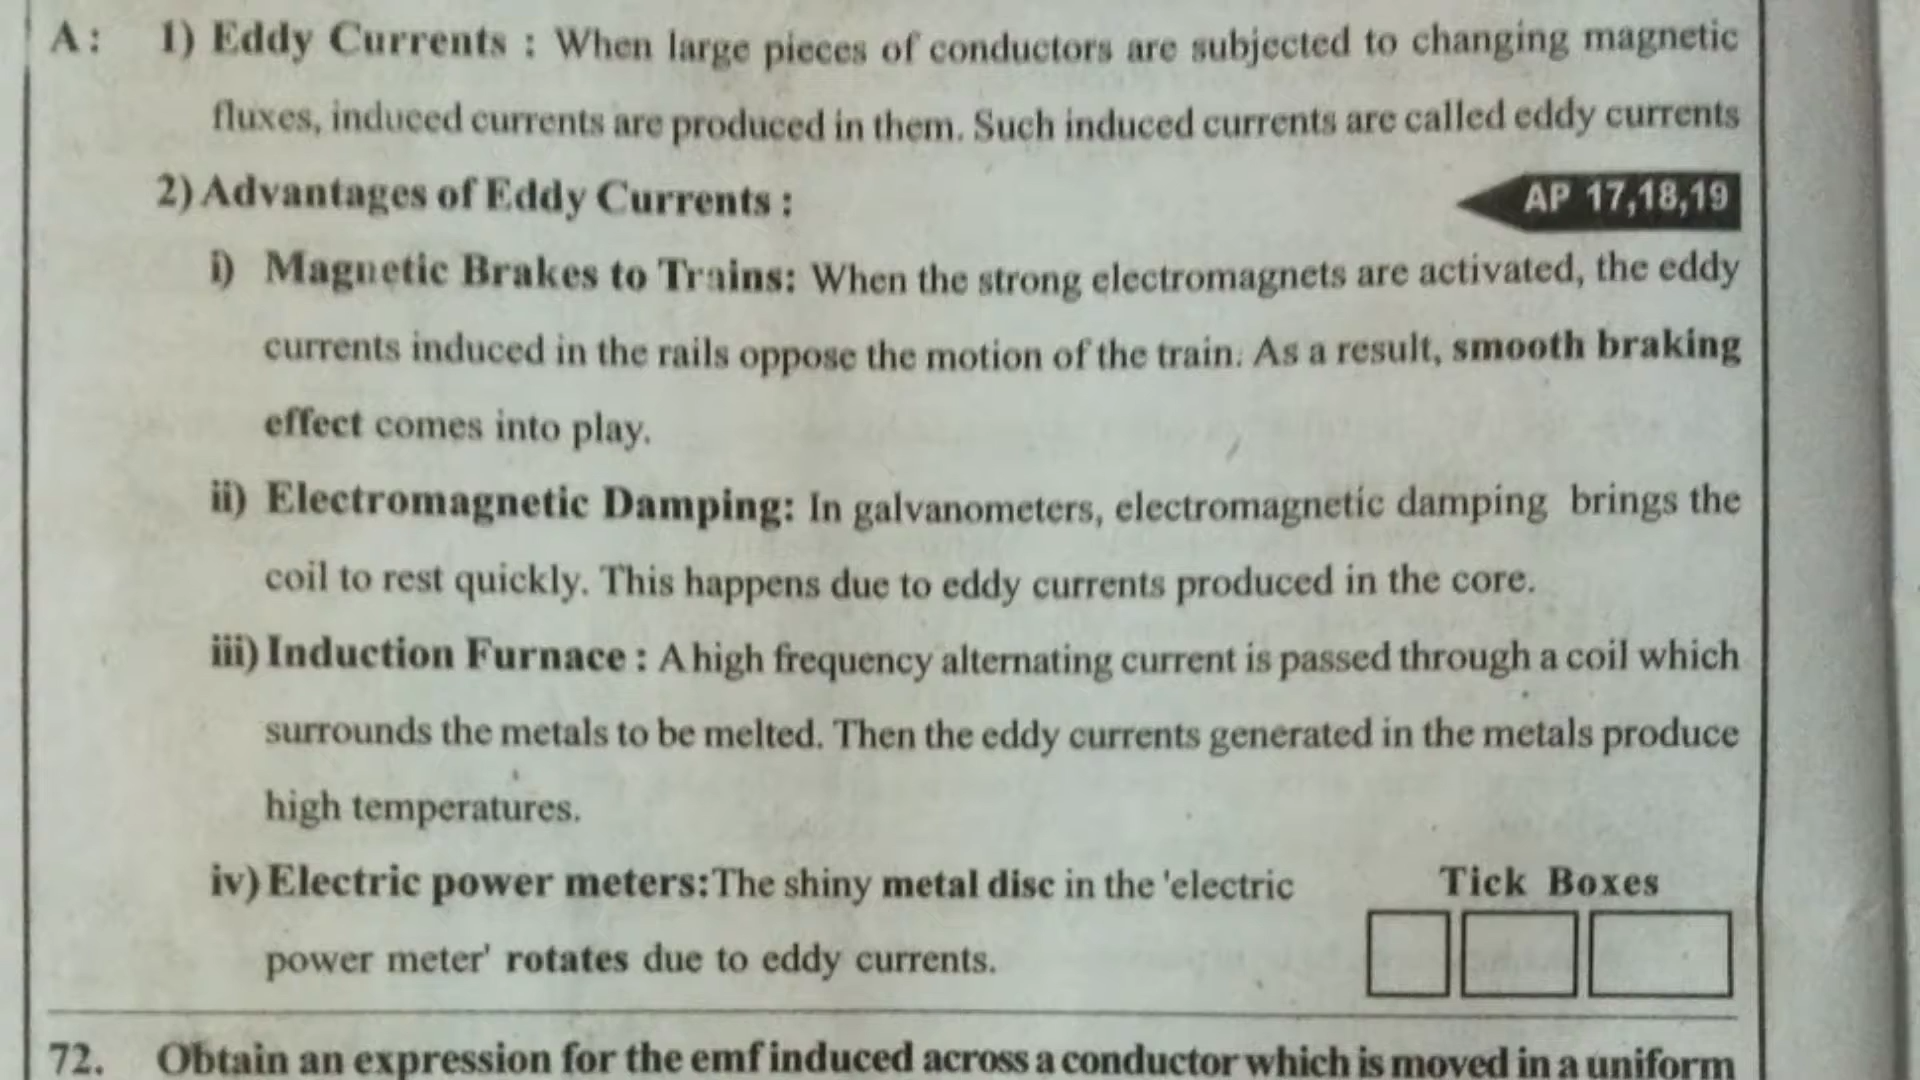 A: 1) Eddy Currents : When large pieces of conductors are subjected to changing magnetic
fluxes, induced currents are produced in them. Such induced currents are called eddy currents
2) Advantages of Eddy Currents :
AP 17,18,19
i) Magnetic Brakes to Trains: When the strong electromagnets are activated, the eddy
currents induced in the rails oppose the motion of the train. As a result, smooth braking
effect comes into play.
ii) Electromagnetic Damping: In galvanometers, electromagnetic damping brings the
coil to rest quickly. This happens due to eddy currents produced in the core.
iii) Induction Furnace : A high frequency alternating current is passed through a coil which
surrounds the metals to be melted. Then the eddy currents generated in the metals produce
high temperatures.
iv) Electric power meters: The shiny metal disc in the 'electric
power meter' rotates due to eddy currents.
Tick Boxes
72. Obtain an expression for the emf induced across a conductor which is moved in a uniform